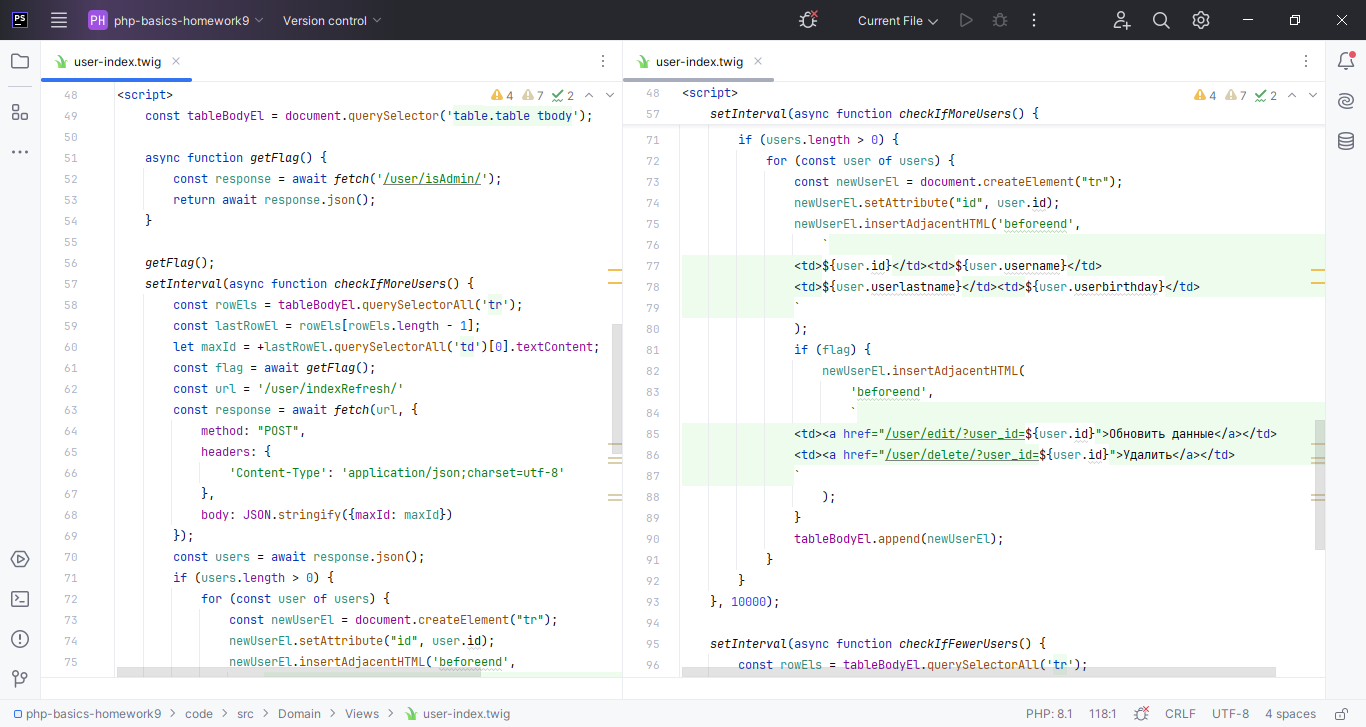 PS PH php-basics-homework9 Version control Current File
user-index.twig
48 <script> 4 7 2
49 const tableBodyEl = document.querySelector('table.table tbody');
50
51 async function getFlag() {
52 const response = await fetch('/user/isAdmin/');
53 return await response.json();
54 }
55
56 getFlag();
57 setInterval(async function checkIfMoreUsers() {
58 const rowEls = tableBodyEl.querySelectorAll('tr');
59 const lastRowEl = rowEls[rowEls.length - 1];
60 let maxId = +lastRowEl.querySelectorAll('td')[0].textContent;
61 const flag = await getFlag();
62 const url = '/user/indexRefresh/'
63 const response = await fetch(url, {
64 method: "POST",
65 headers: {
66 'Content-Type': 'application/json;charset=utf-8'
67 },
68 body: JSON.stringify({maxId: maxId})
69 });
70 const users = await response.json();
71 if (users.length > 0) {
72 for (const user of users) {
73 const newUserEl = document.createElement("tr");
74 newUserEl.setAttribute("id", user.id);
75 newUserEl.insertAdjacentHTML('beforeend',
user-index.twig
48 <script> 4 7 2
57 setInterval(async function checkIfMoreUsers() {
71 if (users.length > 0) {
72 for (const user of users) {
73 const newUserEl = document.createElement("tr");
74 newUserEl.setAttribute("id", user.id);
75 newUserEl.insertAdjacentHTML('beforeend',
76 `
77 <td>${user.id}</td><td>${user.username}</td>
78 <td>${user.userlastname}</td><td>${user.userbirthday}</td>
79 `
80 );
81 if (flag) {
82 newUserEl.insertAdjacentHTML(
83 'beforeend',
84 `
85 <td><a href="/user/edit/?user_id=${user.id}">Обновить данные</a></td>
86 <td><a href="/user/delete/?user_id=${user.id}">Удалить</a></td>
87 `
88 );
89 }
90 tableBodyEl.append(newUserEl);
91 }
92 }
93 }, 10000);
94
95 setInterval(async function checkIfFewerUsers() {
96 const rowEls = tableBodyEl.querySelectorAll('tr');
php-basics-homework9 > code > src > Domain > Views > user-index.twig PHP: 8.1 118:1 CRLF UTF-8 4 spaces